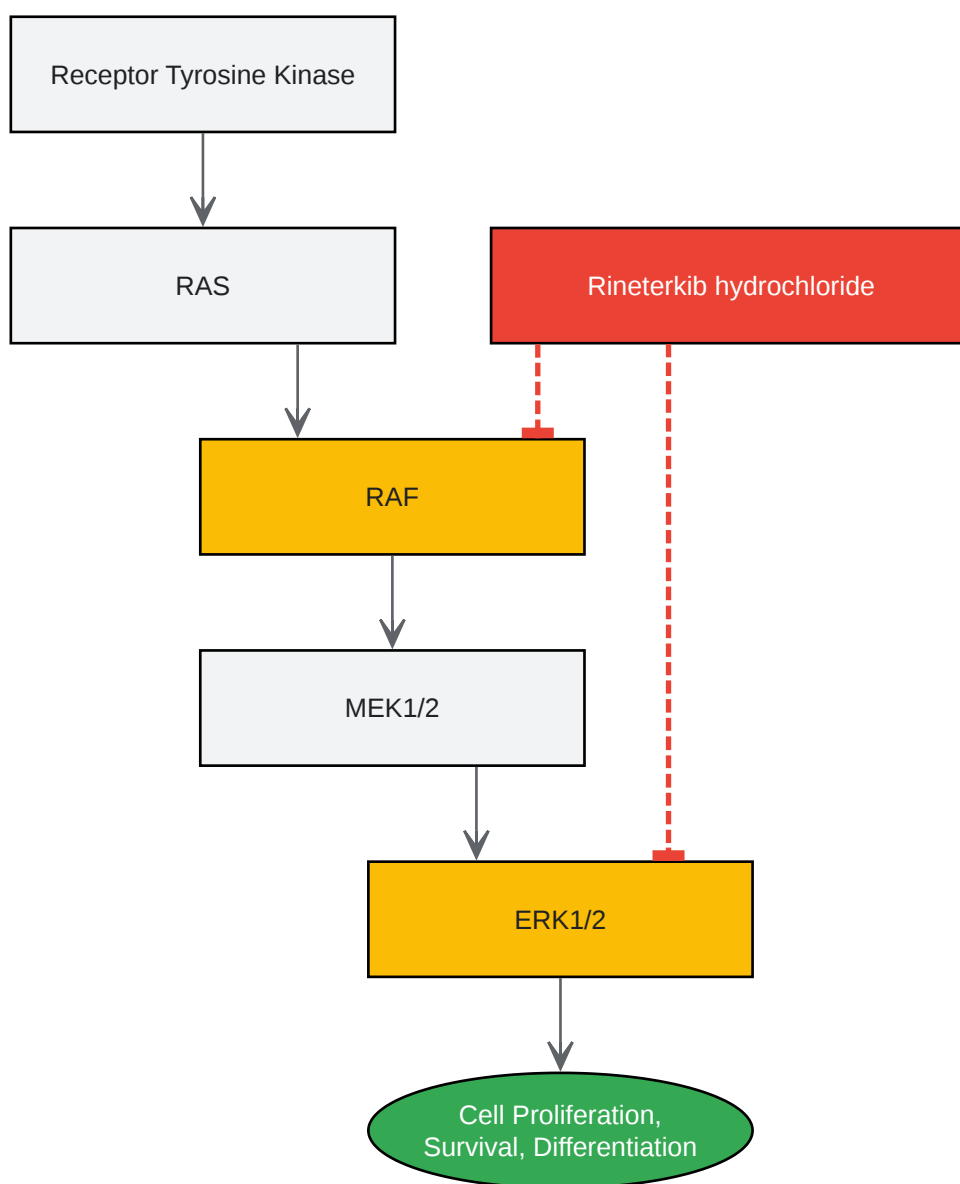 Receptor Tyrosine Kinase
RAS
Rineterkib hydrochloride
RAF
MEK1/2
ERK1/2
Cell Proliferation,
Survival, Differentiation